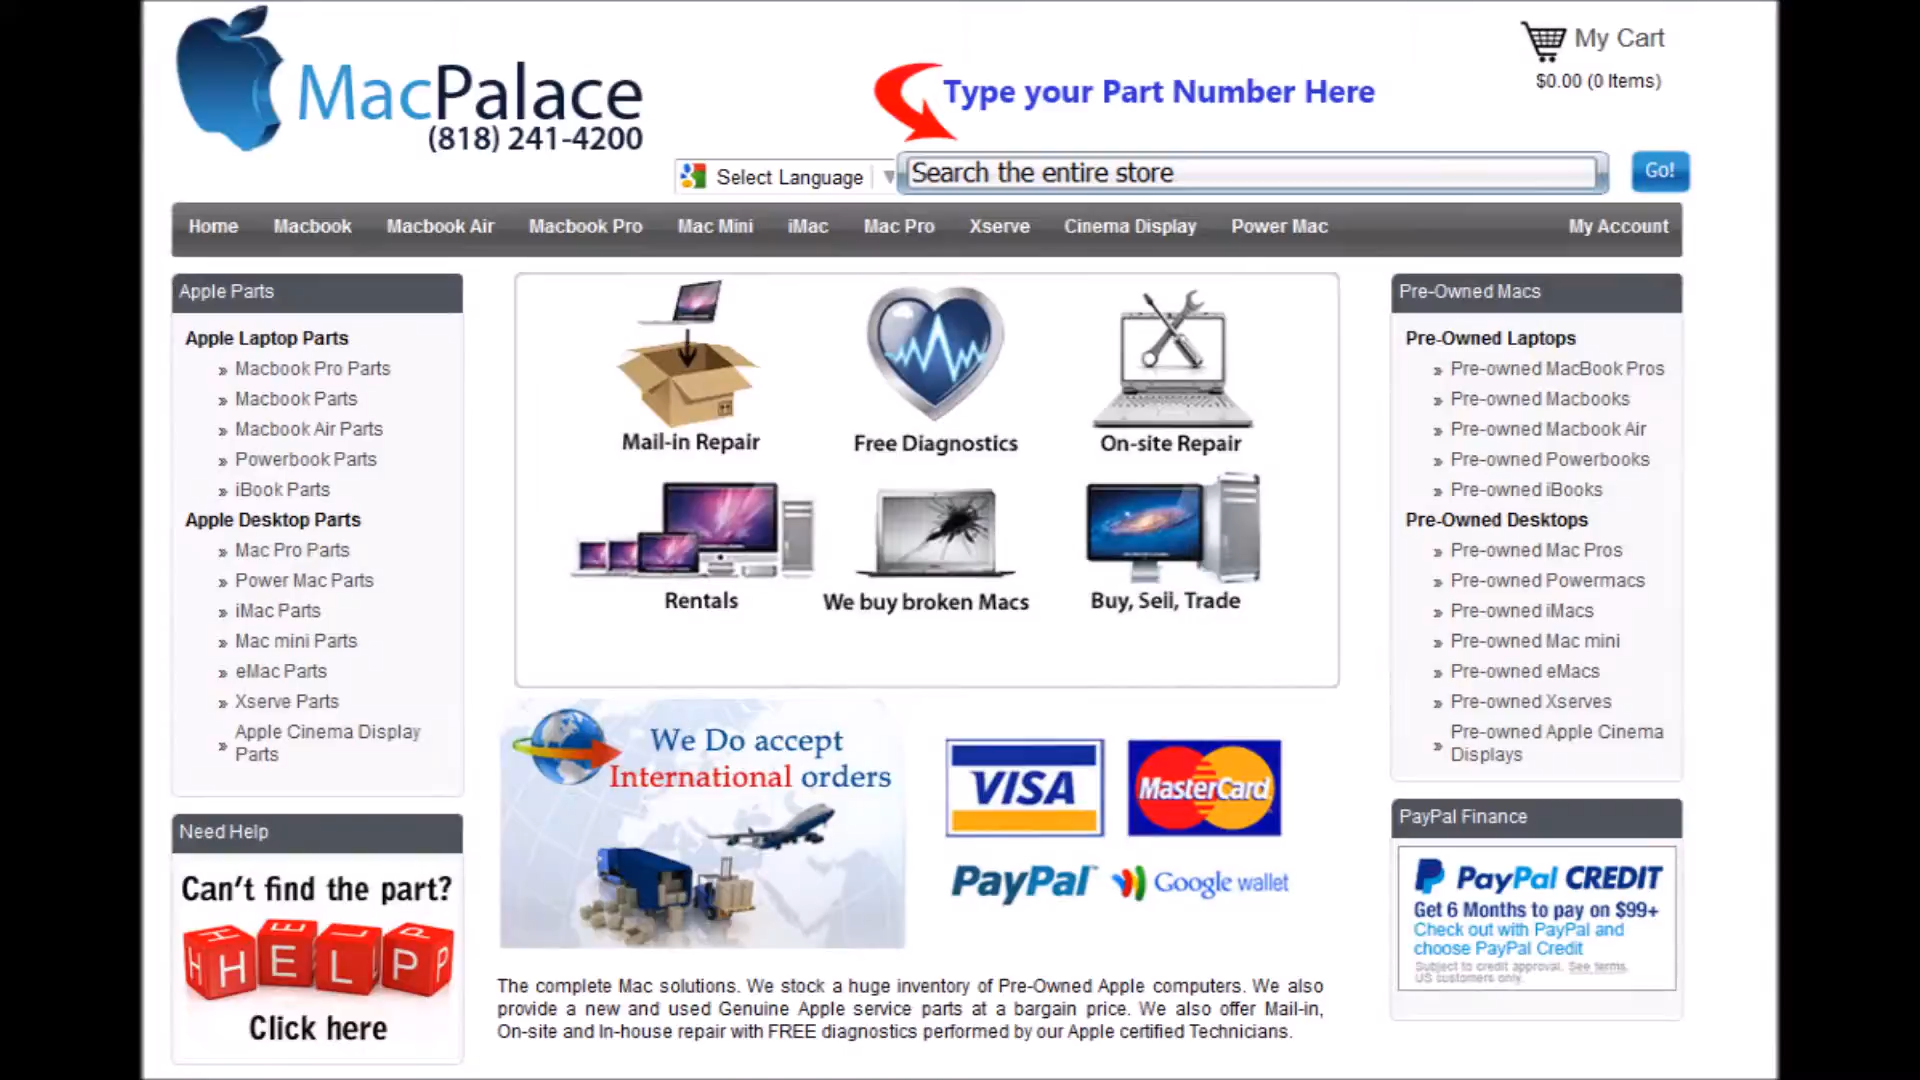 MacPalace
(818) 241-4200
Type your Part Number Here
My Cart
$0.00 (0 Items)
Select Language
Search the entire store
Go!
Home Macbook Macbook Air Macbook Pro Mac Mini iMac Mac Pro Xserve Cinema Display Power Mac My Account
Apple Parts
Apple Laptop Parts
» Macbook Pro Parts
» Macbook Parts
» Macbook Air Parts
» Powerbook Parts
» iBook Parts
Apple Desktop Parts
» Mac Pro Parts
» Power Mac Parts
» iMac Parts
» Mac mini Parts
» eMac Parts
» Xserve Parts
» Apple Cinema Display
Parts
Need Help
Can't find the part?
HELP
Click here
Mail-in Repair
Free Diagnostics
On-site Repair
Rentals
We buy broken Macs
Buy, Sell, Trade
We Do accept
International orders
VISA
MasterCard
PayPal
Google wallet
The complete Mac solutions. We stock a huge inventory of Pre-Owned Apple computers. We also
provide a new and used Genuine Apple service parts at a bargain price. We also offer Mail-in,
On-site and In-house repair with FREE diagnostics performed by our Apple certified Technicians.
Pre-Owned Macs
Pre-Owned Laptops
» Pre-owned MacBook Pros
» Pre-owned Macbooks
» Pre-owned Macbook Air
» Pre-owned Powerbooks
» Pre-owned iBooks
Pre-Owned Desktops
» Pre-owned Mac Pros
» Pre-owned Powermacs
» Pre-owned iMacs
» Pre-owned Mac mini
» Pre-owned eMacs
» Pre-owned Xserves
» Pre-owned Apple Cinema
Displays
PayPal Finance
PayPal CREDIT
Get 6 Months to pay on $99+
Check out with PayPal and
choose PayPal Credit
Subject to credit approval. See terms.
US customers only.